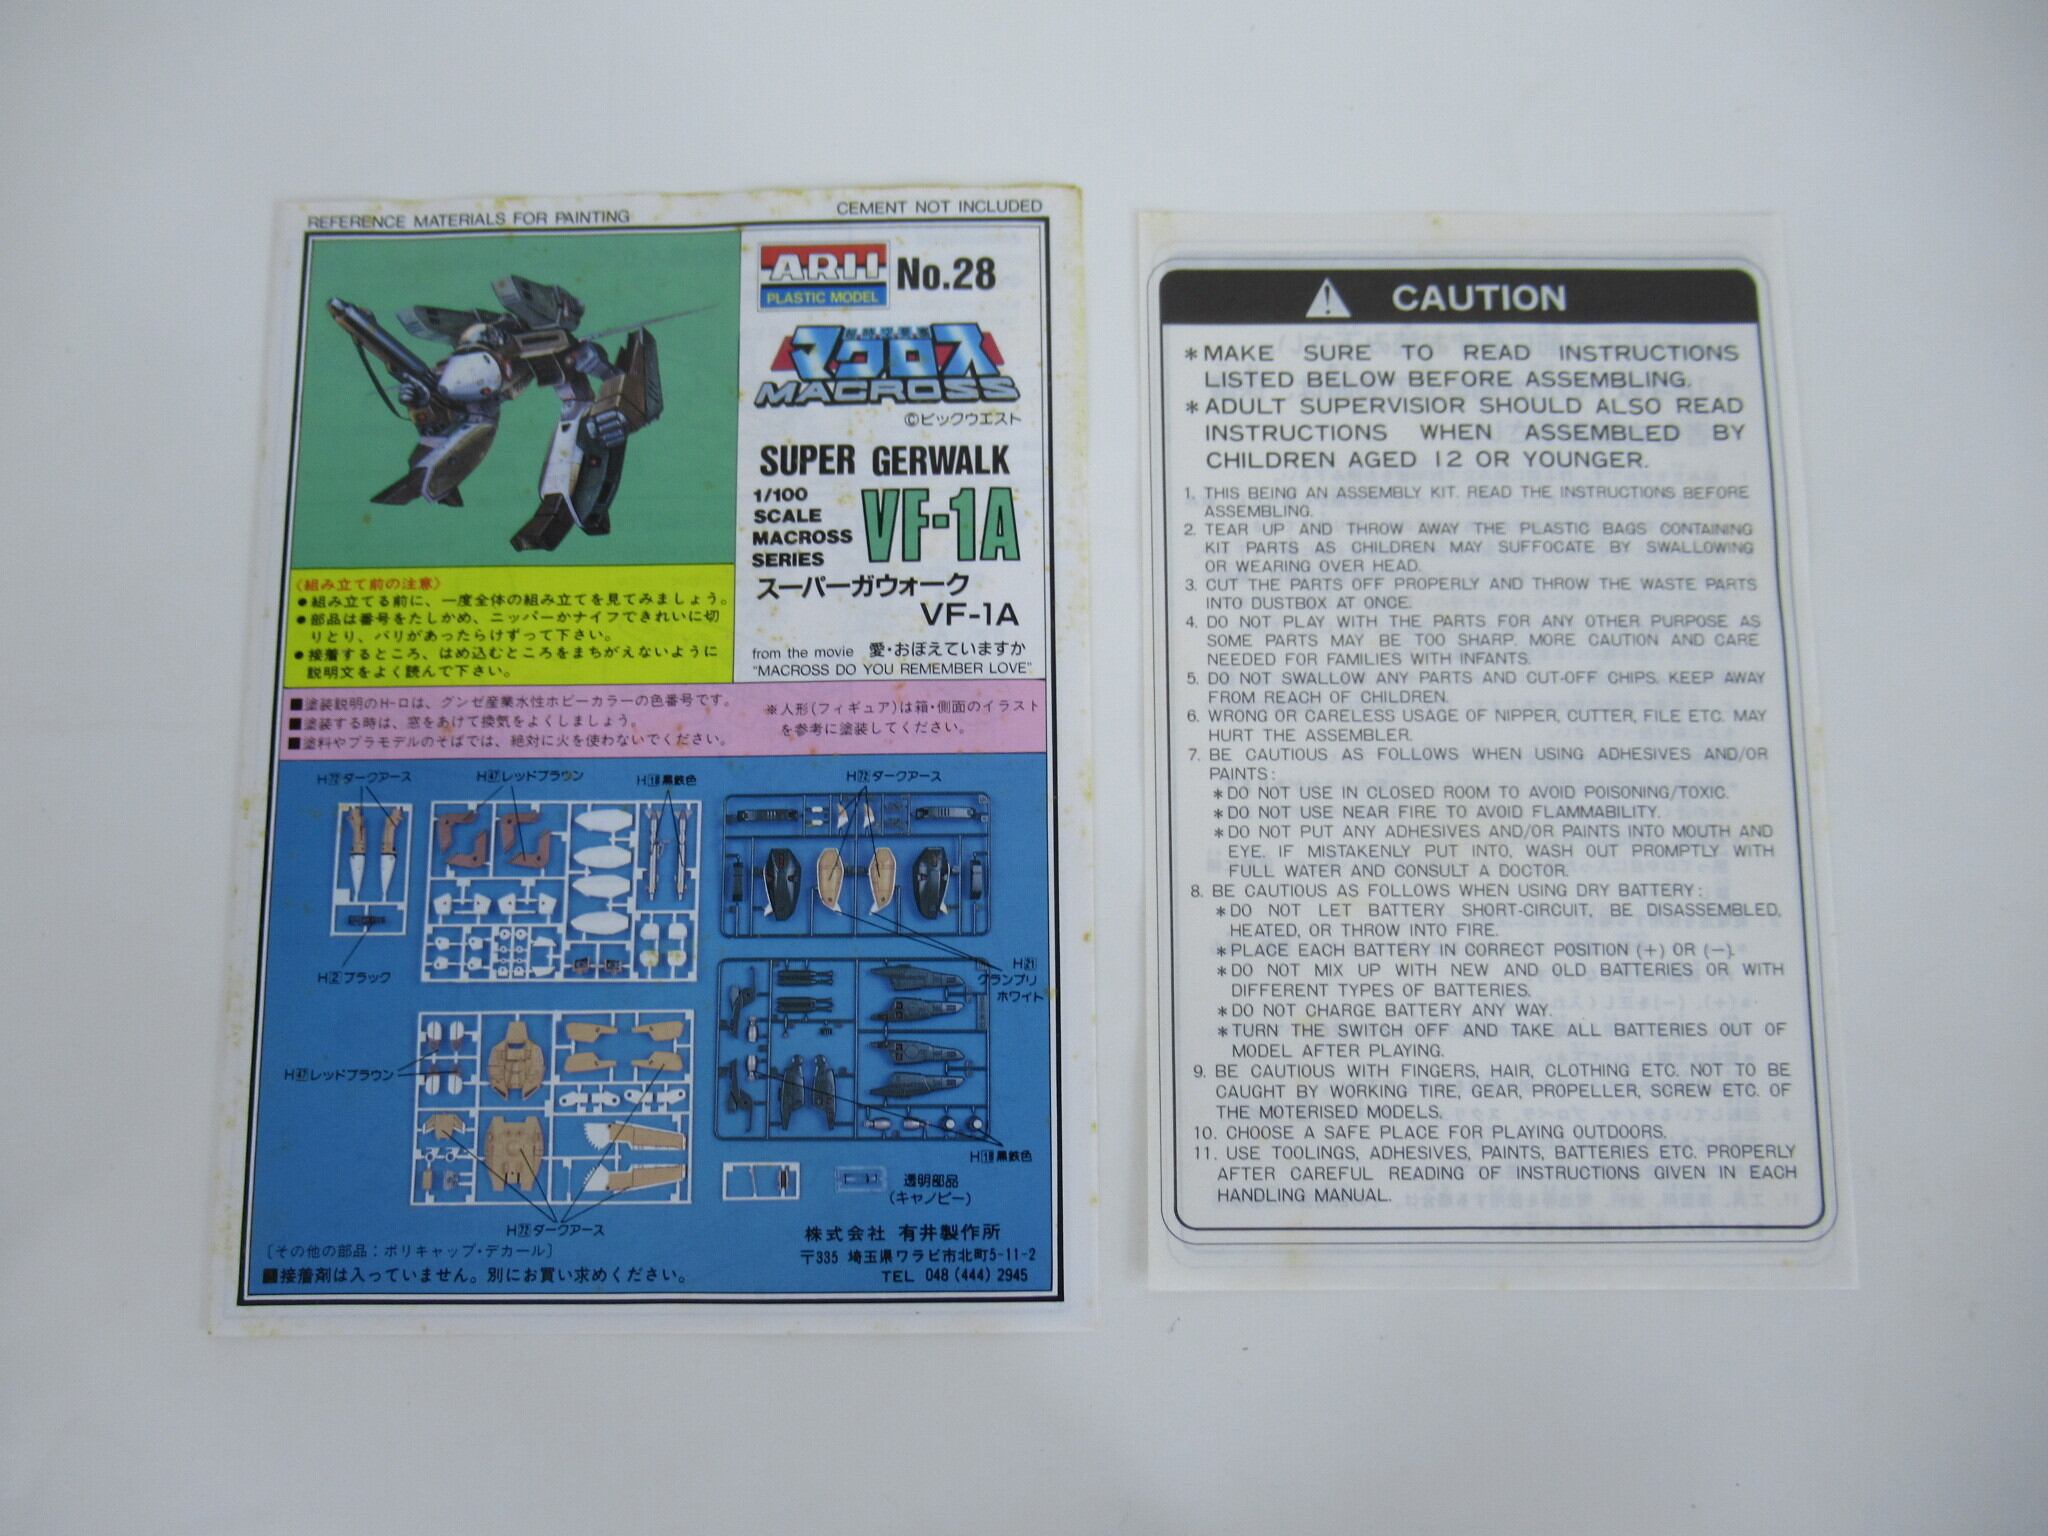 REFERENCE MATERIALS FOR PAINTING
CEMENT NOT INCLUDED
ARII
PLASTIC MODEL
No.28
超時空要塞
マクロス
MACROSS
©ビックウエスト
SUPER GERWALK
1/100
SCALE
MACROSS
SERIES
VF-1A
スーパーガウォーク
VF-1A
from the movie 愛・おぼえていますか
"MACROSS DO YOU REMEMBER LOVE"
〈組み立て前の注意〉
●組み立てる前に、一度全体の組み立てを見てみましょう。
●部品は番号をたしかめ、ニッパーかナイフできれいに切
りとり、バリがあったらけずって下さい。
●接着するところ、はめ込むところをまちがえないように
説明文をよく読んで下さい。
■塗装説明のH-□は、グンゼ産業水性ホビーカラーの色番号です。
■塗装する時は、窓をあけて換気をよくしましょう。
■塗料やプラモデルのそばでは、絶対に火を使わないでください。
※人形(フィギュア)は箱・側面のイラスト
を参考に塗装してください。
H72ダークアース
H47レッドブラウン
H18黒鉄色
H72ダークアース
H2ブラック
H21
グランプリ
ホワイト
H47レッドブラウン
H18黒鉄色
透明部品
(キャノピー)
H72ダークアース
〔その他の部品：ポリキャップ・デカール〕
■接着剤は入っていません。別にお買い求めください。
株式会社 有井製作所
〒335 埼玉県ワラビ市北町5-11-2
TEL 048 (444) 2945
CAUTION
*MAKE SURE TO READ INSTRUCTIONS
LISTED BELOW BEFORE ASSEMBLING.
*ADULT SUPERVISIOR SHOULD ALSO READ
INSTRUCTIONS WHEN ASSEMBLED BY
CHILDREN AGED 12 OR YOUNGER.
1. THIS BEING AN ASSEMBLY KIT. READ THE INSTRUCTIONS BEFORE
ASSEMBLING.
2. TEAR UP AND THROW AWAY THE PLASTIC BAGS CONTAINING
KIT PARTS AS CHILDREN MAY SUFFOCATE BY SWALLOWING
OR WEARING OVER HEAD.
3. CUT THE PARTS OFF PROPERLY AND THROW THE WASTE PARTS
INTO DUSTBOX AT ONCE.
4. DO NOT PLAY WITH THE PARTS FOR ANY OTHER PURPOSE AS
SOME PARTS MAY BE TOO SHARP. MORE CAUTION AND CARE
NEEDED FOR FAMILIES WITH INFANTS.
5. DO NOT SWALLOW ANY PARTS AND CUT-OFF CHIPS. KEEP AWAY
FROM REACH OF CHILDREN.
6. WRONG OR CARELESS USAGE OF NIPPER, CUTTER, FILE ETC. MAY
HURT THE ASSEMBLER.
7. BE CAUTIOUS AS FOLLOWS WHEN USING ADHESIVES AND/OR
PAINTS:
*DO NOT USE IN CLOSED ROOM TO AVOID POISONING/TOXIC.
*DO NOT USE NEAR FIRE TO AVOID FLAMMABILITY.
*DO NOT PUT ANY ADHESIVES AND/OR PAINTS INTO MOUTH AND
EYE. IF MISTAKENLY PUT INTO, WASH OUT PROMPTLY WITH
FULL WATER AND CONSULT A DOCTOR.
8. BE CAUTIOUS AS FOLLOWS WHEN USING DRY BATTERY:
*DO NOT LET BATTERY SHORT-CIRCUIT, BE DISASSEMBLED,
HEATED, OR THROW INTO FIRE.
*PLACE EACH BATTERY IN CORRECT POSITION (+) OR (−).
*DO NOT MIX UP WITH NEW AND OLD BATTERIES OR WITH
DIFFERENT TYPES OF BATTERIES.
*DO NOT CHARGE BATTERY ANY WAY.
*TURN THE SWITCH OFF AND TAKE ALL BATTERIES OUT OF
MODEL AFTER PLAYING.
9. BE CAUTIOUS WITH FINGERS, HAIR, CLOTHING ETC. NOT TO BE
CAUGHT BY WORKING TIRE, GEAR, PROPELLER, SCREW ETC. OF
THE MOTERISED MODELS.
10. CHOOSE A SAFE PLACE FOR PLAYING OUTDOORS.
11. USE TOOLINGS, ADHESIVES, PAINTS, BATTERIES ETC. PROPERLY
AFTER CAREFUL READING OF INSTRUCTIONS GIVEN IN EACH
HANDLING MANUAL.